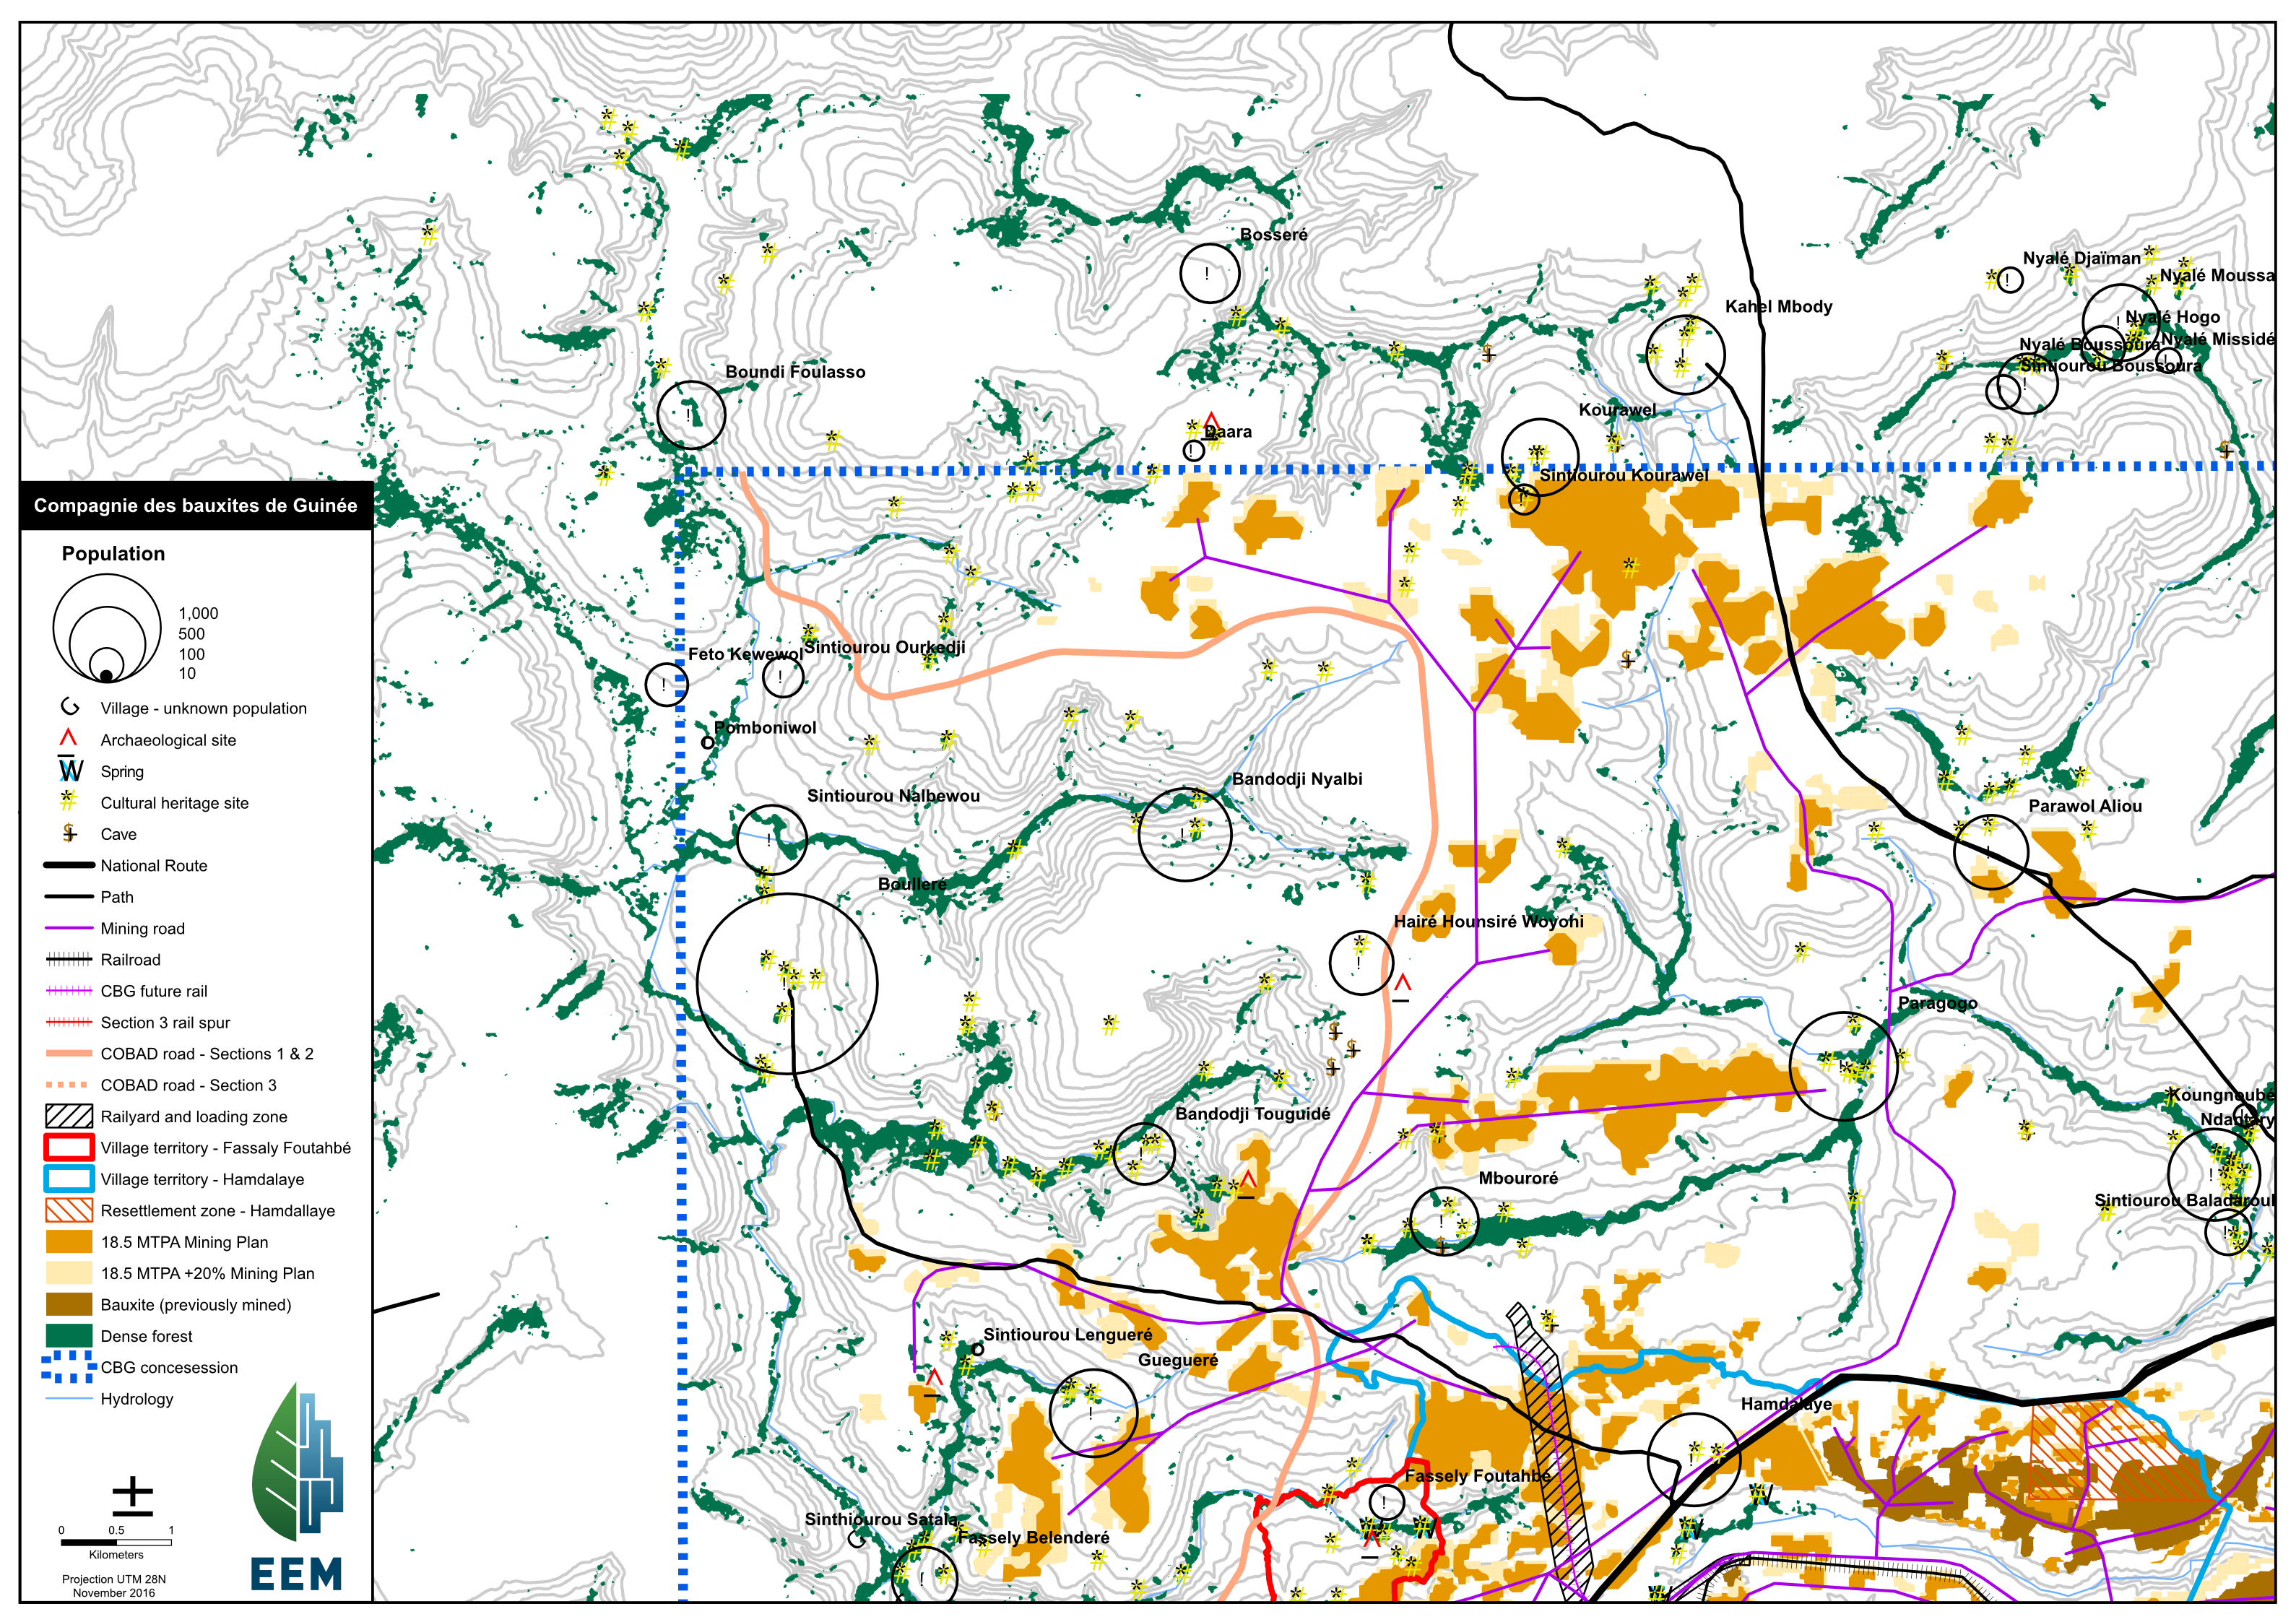 Bosseré
Nyalé Djaïman
Nyalé Moussa
Kahel Mbody
Nyalé Hogo
Nyalé Missidé
Nyalé Boussoura
Sintiourou Boussoura
Boundi Foulasso
Kourawel
Daara
Sintiourou Kourawel
Compagnie des bauxites de Guinée
Population
1,000
500
100
10
Village - unknown population
Archaeological site
Spring
Cultural heritage site
Cave
National Route
Path
Mining road
Railroad
CBG future rail
Section 3 rail spur
COBAD road - Sections 1 & 2
COBAD road - Section 3
Railyard and loading zone
Village territory - Fassaly Foutahbé
Village territory - Hamdalaye
Resettlement zone - Hamdallaye
18.5 MTPA Mining Plan
18.5 MTPA +20% Mining Plan
Bauxite (previously mined)
Dense forest
CBG concesession
Hydrology
0 0.5 1
Kilometers
Projection UTM 28N
November 2016
EEM
Feto Kewewol
Sintiourou Ourkedji
Pomboniwol
Sintiourou Nalbewou
Bandodji Nyalbi
Parawol Aliou
Boulleré
Hairé Hounsiré Woyohi
Paragogo
Koungnoubé
Ndantary
Bandodji Touguidé
Mbouroré
Sintiourou Baladaroul
Sintiourou Lengueré
Guegueré
Hamdalaye
Fassely Foutahbé
Sinthiourou Satala
Fassely Belenderé